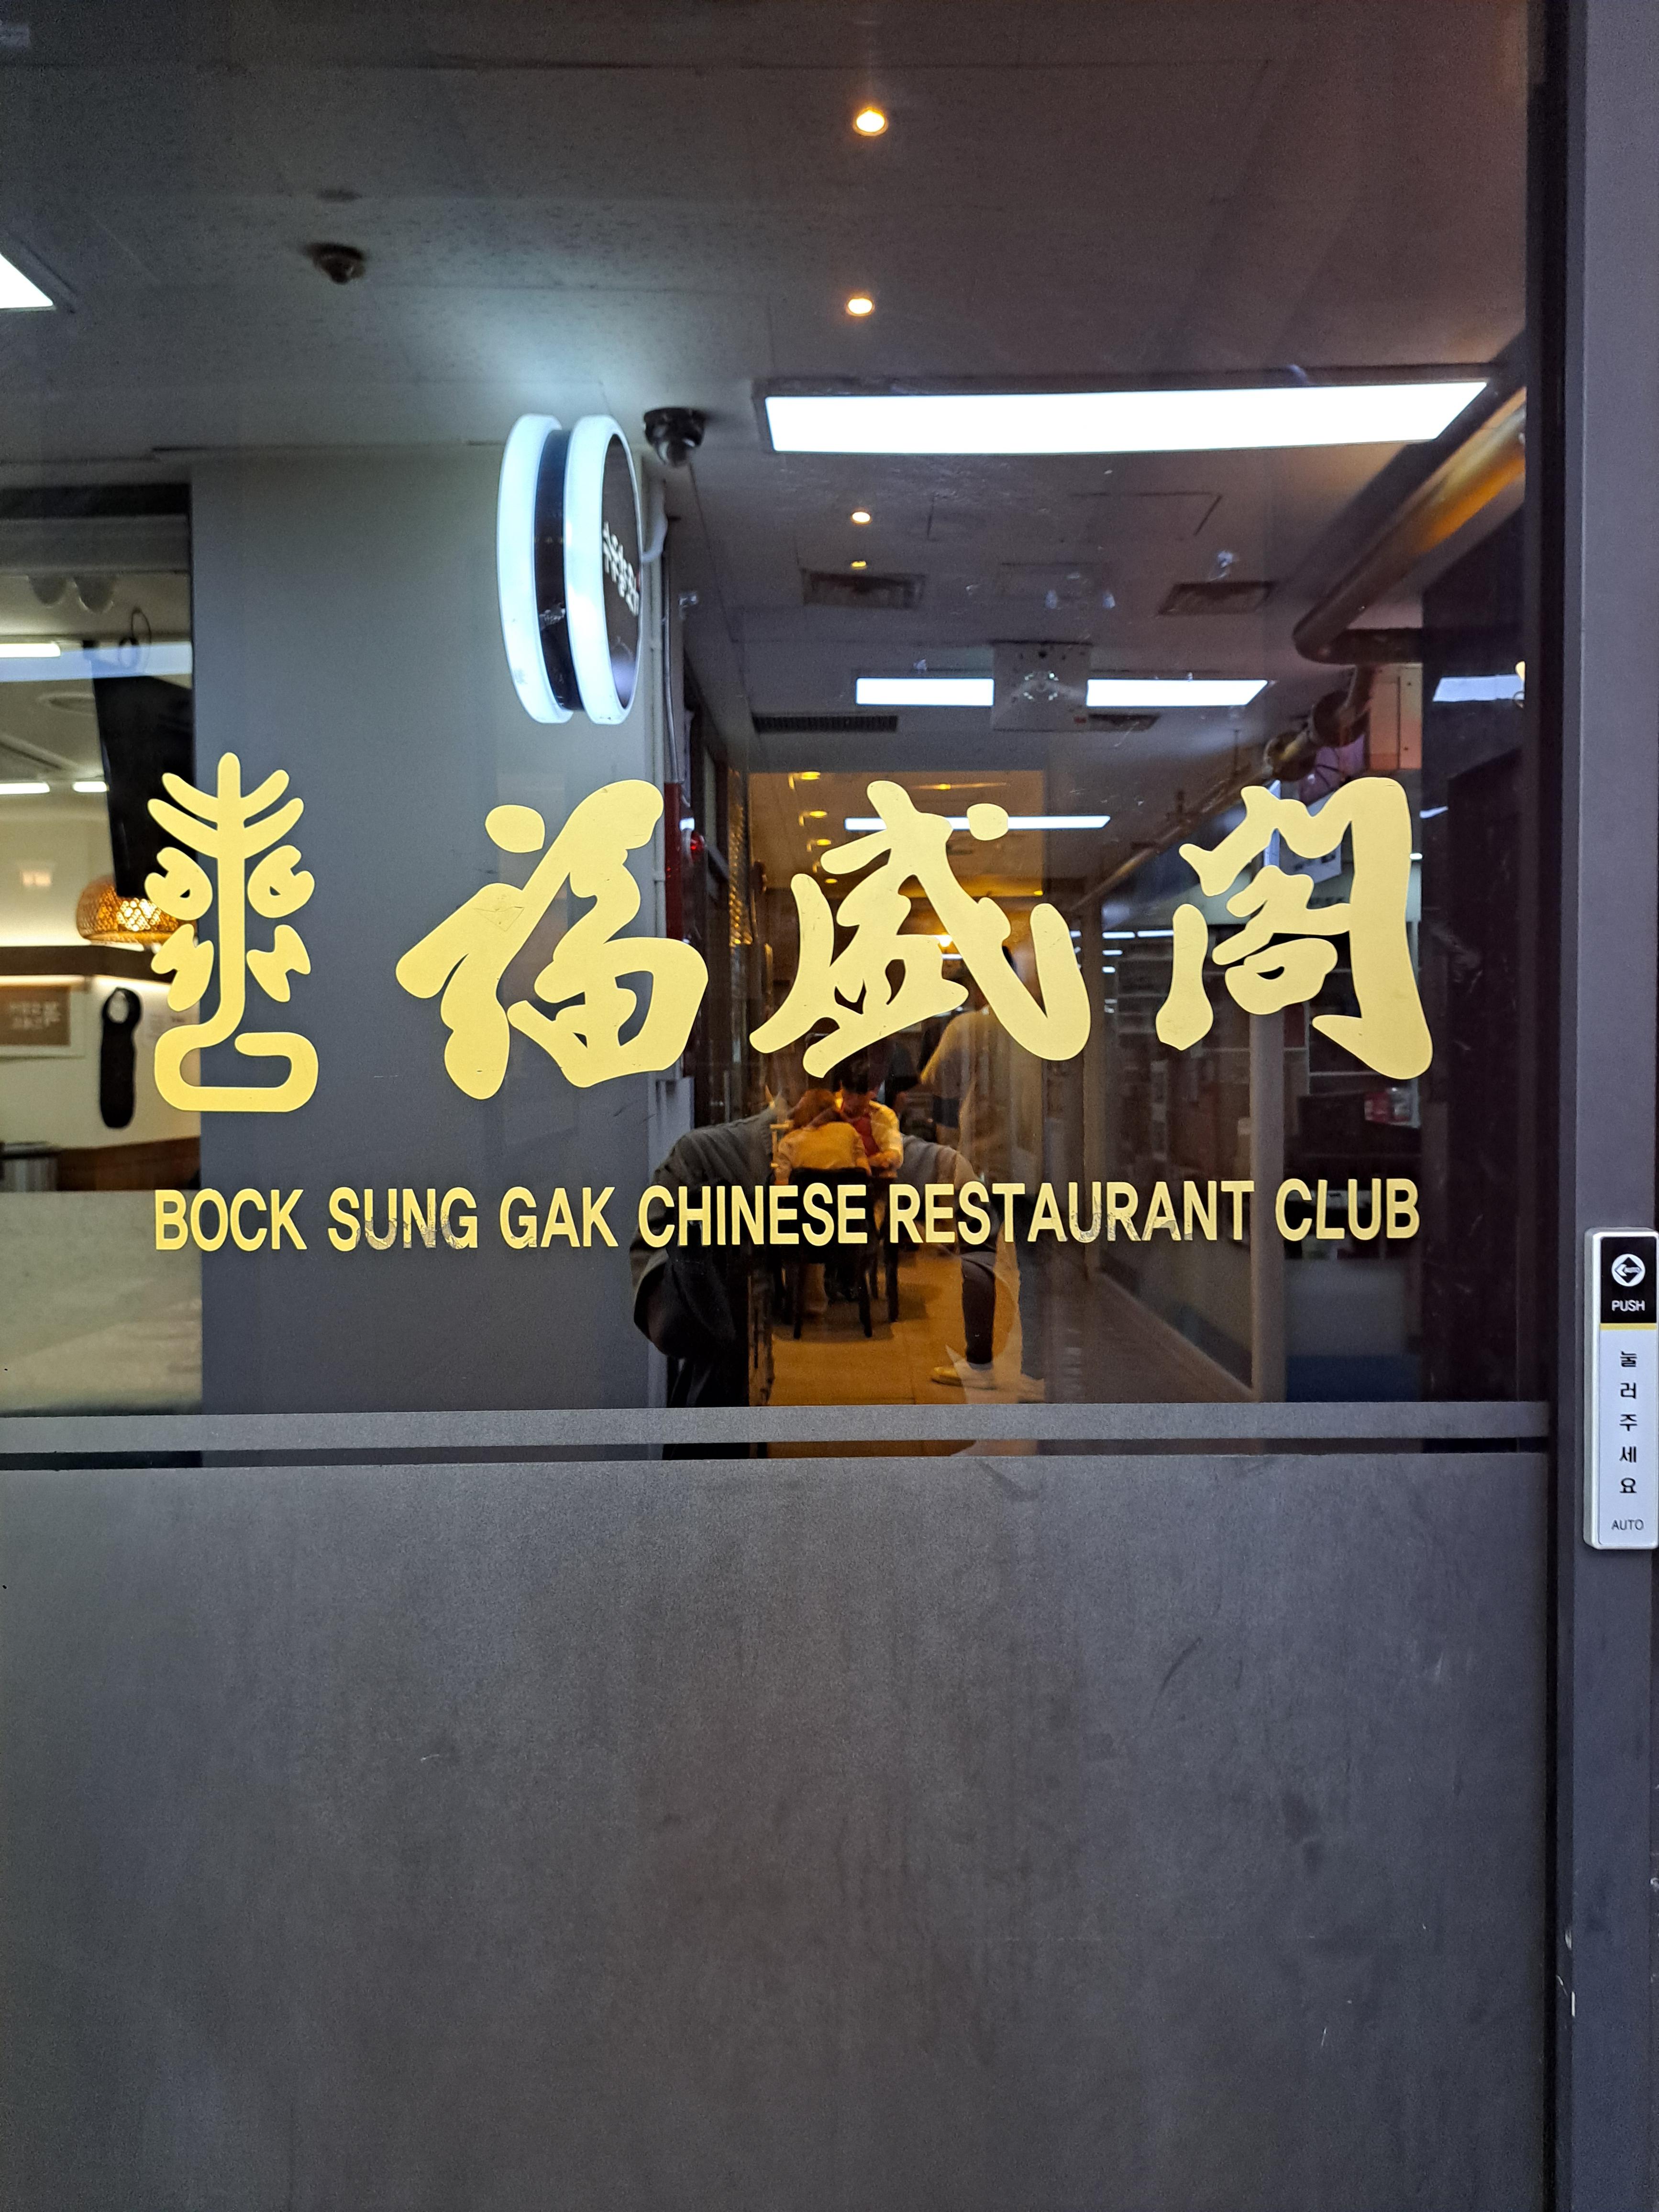 福盛閣
BOCK SUNG GAK CHINESE RESTAURANT CLUB
PUSH
눌
러
주
세
요
AUTO